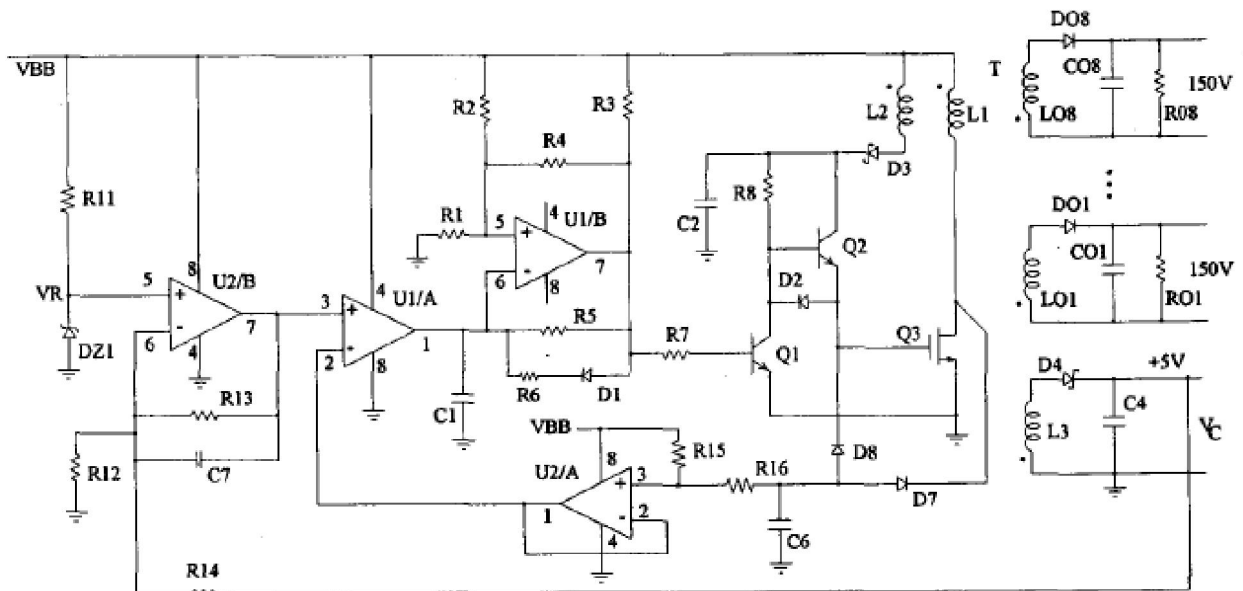 DO8
VBB
T
CO8
150V
R2
R3
L2
L1
LO8
R08
R4
D3
R11
R8
R1
5
4
U1/B
C2
DO1
Q2
CO1
150V
7
VR
5
8
U2/B
6
8
D2
LO1
RO1
3
4
U1/A
7
R5
R7
Q3
6
4
1
Q1
D4
+5V
DZ1
2
8
R6
D1
C4
R13
C1
L3
V
C
VBB
R15
D8
R12
C7
8
U2/A
3
R16
1
2
D7
4
C6
R14